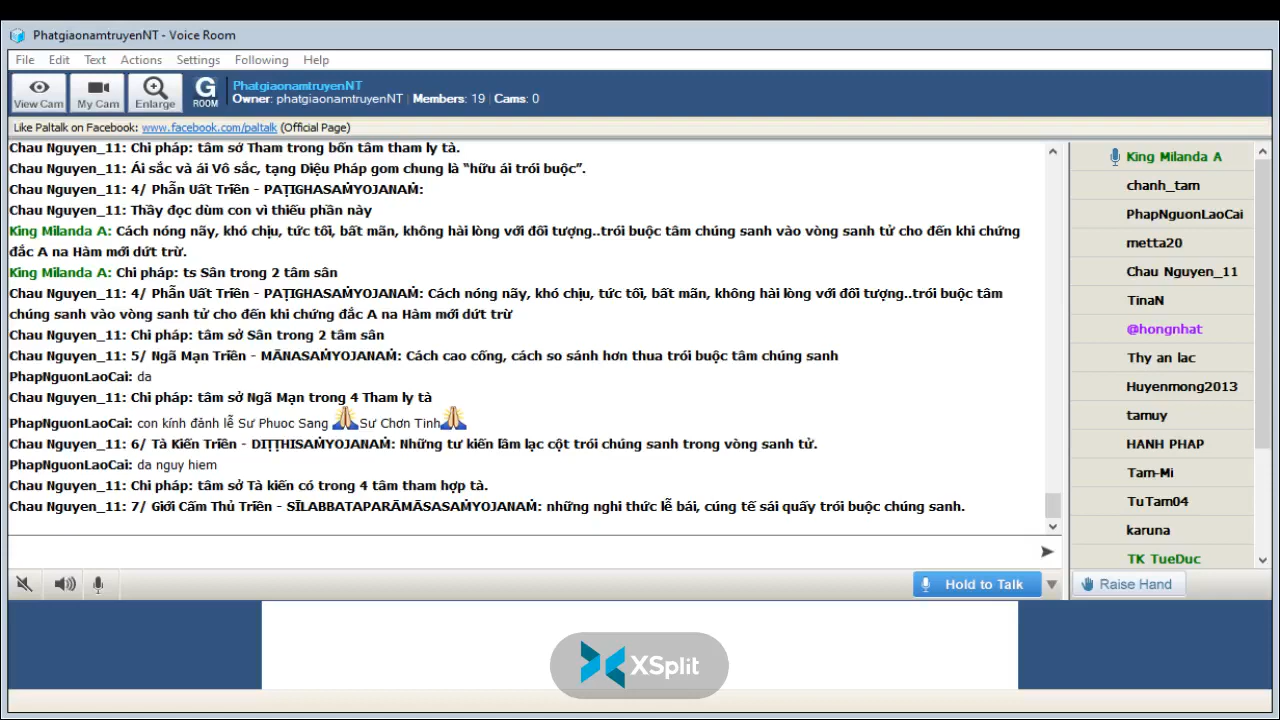 PhatgiaonamtruyenNT - Voice Room
File Edit Text Actions Settings Following Help
View Cam My Cam Enlarge G ROOM
PhatgiaonamtruyenNT
Owner: phatgiaonamtruyenNT | Members: 19 | Cams: 0
Like Paltalk on Facebook: www.facebook.com/paltalk (Official Page)
Chau Nguyen_11: Chi pháp: tâm sở Tham trong bốn tâm tham ly tà.
Chau Nguyen_11: Ái sắc và ái Vô sắc, tạng Diệu Pháp gom chung là “hữu ái trói buộc”.
Chau Nguyen_11: 4/ Phẫn Uất Triền - PAṬIGHASAṀYOJANAṀ:
Chau Nguyen_11: Thầy đọc dùm con vì thiếu phần này
King Milanda A: Cách nóng nãy, khó chịu, tức tối, bất mãn, không hài lòng với đối tượng..trói buộc tâm chúng sanh vào vòng sanh tử cho đến khi chứng
đắc A na Hàm mới dứt trừ.
King Milanda A: Chi pháp: ts Sân trong 2 tâm sân
Chau Nguyen_11: 4/ Phẫn Uất Triền - PAṬIGHASAṀYOJANAṀ: Cách nóng nãy, khó chịu, tức tối, bất mãn, không hài lòng với đối tượng..trói buộc tâm
chúng sanh vào vòng sanh tử cho đến khi chứng đắc A na Hàm mới dứt trừ
Chau Nguyen_11: Chi pháp: tâm sở Sân trong 2 tâm sân
Chau Nguyen_11: 5/ Ngã Mạn Triền - MĀNASAṀYOJANAṀ: Cách cao cống, cách so sánh hơn thua trói buộc tâm chúng sanh
PhapNguonLaoCai: da
Chau Nguyen_11: Chi pháp: tâm sở Ngã Mạn trong 4 Tham ly tà
PhapNguonLaoCai: con kính đảnh lễ Sư Phuoc Sang Sư Chơn Tinh
Chau Nguyen_11: 6/ Tà Kiến Triền - DIṬṬHISAṀYOJANAṀ: Những tư kiến lầm lạc cột trói chúng sanh trong vòng sanh tử.
PhapNguonLaoCai: da nguy hiem
Chau Nguyen_11: Chi pháp: tâm sở Tà kiến có trong 4 tâm tham hợp tà.
Chau Nguyen_11: 7/ Giới Cấm Thủ Triền - SĪLABBATAPARĀMĀSASAṀYOJANAṀ: những nghi thức lễ bái, cúng tế sái quấy trói buộc chúng sanh.
King Milanda A
chanh_tam
PhapNguonLaoCai
metta20
Chau Nguyen_11
TinaN
@hongnhat
Thy an lac
Huyenmong2013
tamuy
HANH PHAP
Tam-Mi
TuTam04
karuna
TK TueDuc
Hold to Talk
Raise Hand
XSplit